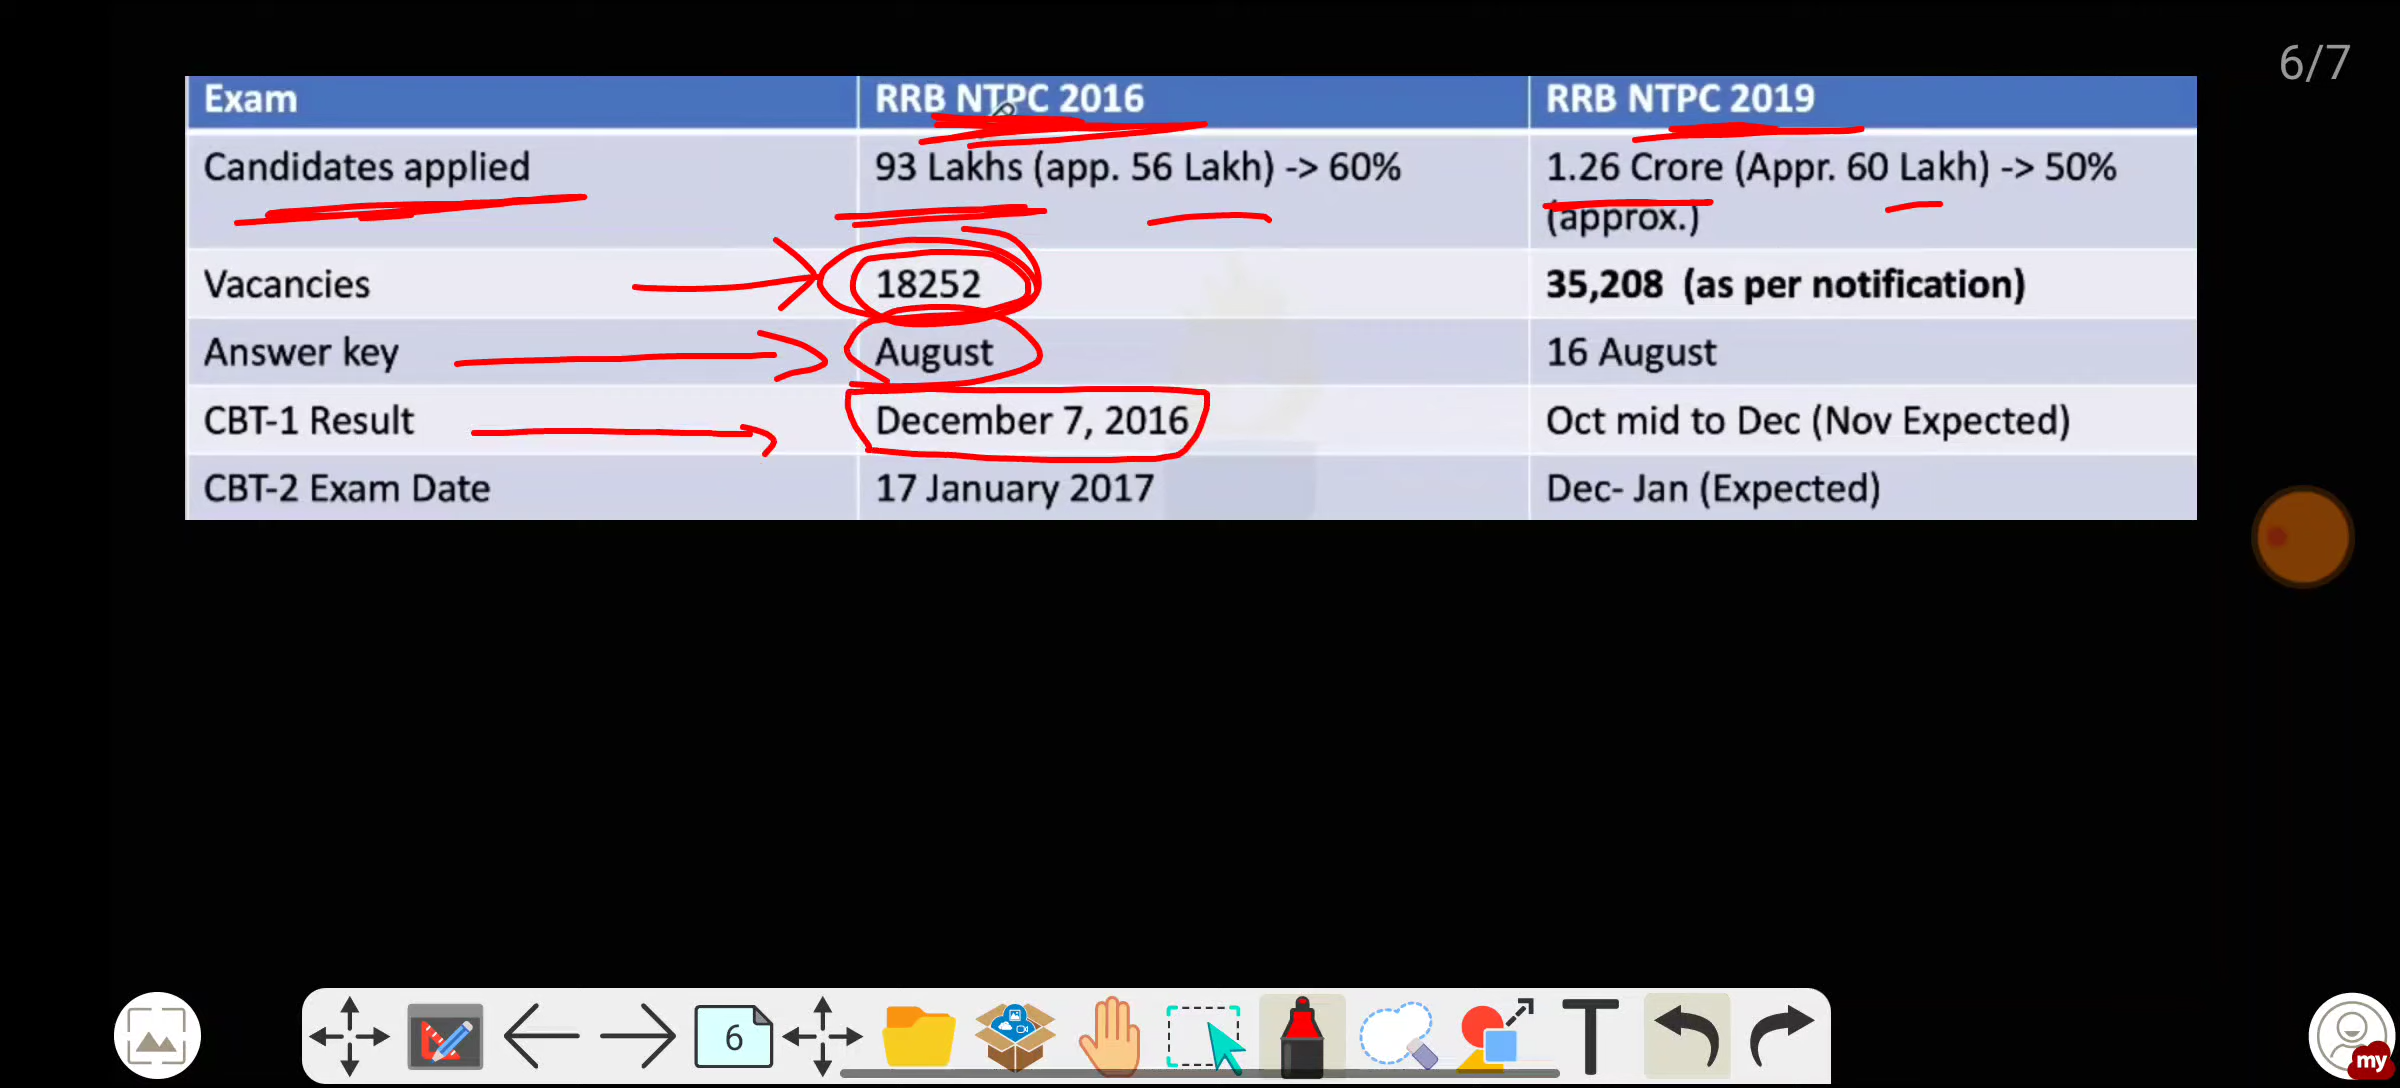 6/7
Exam RRB NTPC 2016 RRB NTPC 2019
Candidates applied 93 Lakhs (app. 56 Lakh) -> 60% 1.26 Crore (Appr. 60 Lakh) -> 50%
(approx.)
Vacancies 18252 35,208 (as per notification)
Answer key August 16 August
CBT-1 Result December 7, 2016 Oct mid to Dec (Nov Expected)
CBT-2 Exam Date 17 January 2017 Dec- Jan (Expected)
6 T
my